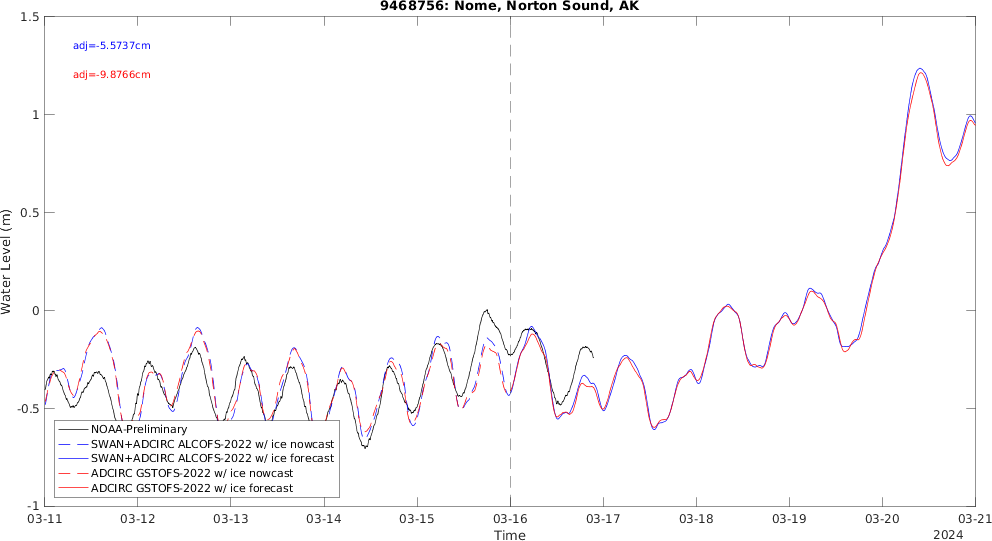 9468756: Nome, Norton Sound, AK
1.5
adj=-5.5737cm
adj=-9.8766cm
1
0.5
Water Level (m)
0
-0.5
NOAA-Preliminary
SWAN+ADCIRC ALCOFS-2022 w/ ice nowcast
SWAN+ADCIRC ALCOFS-2022 w/ ice forecast
ADCIRC GSTOFS-2022 w/ ice nowcast
ADCIRC GSTOFS-2022 w/ ice forecast
-1
03-11 03-12 03-13 03-14 03-15 03-16 03-17 03-18 03-19 03-20 03-21
Time
2024